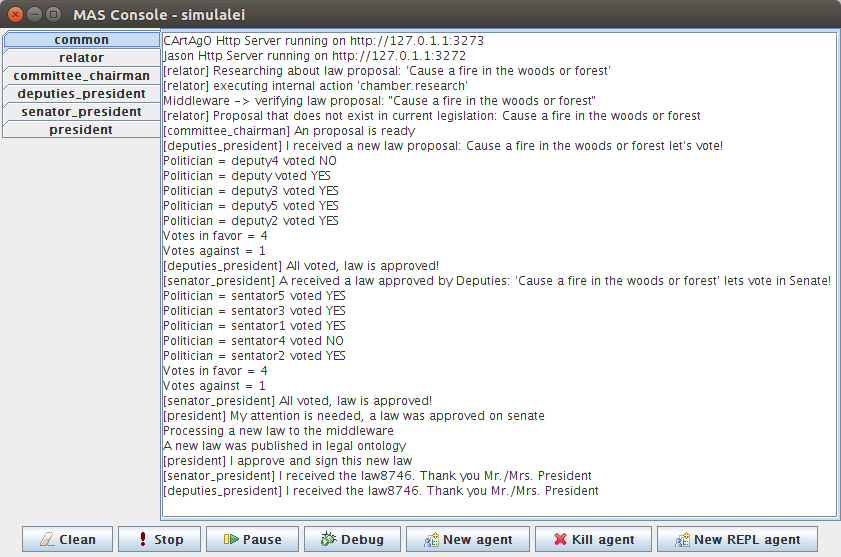 MAS Console - simulalei
common
relator
committee_chairman
deputies_president
senator_president
president
CArtAgO Http Server running on http://127.0.1.1:3273
Jason Http Server running on http://127.0.1.1:3272
[relator] Researching about law proposal: 'Cause a fire in the woods or forest'
[relator] executing internal action 'chamber.research'
Middleware -> verifying law proposal: "Cause a fire in the woods or forest"
[relator] Proposal that does not exist in current legislation: Cause a fire in the woods or forest
[committee_chairman] An proposal is ready
[deputies_president] I received a new law proposal: Cause a fire in the woods or forest let's vote!
Politician = deputy4 voted NO
Politician = deputy voted YES
Politician = deputy3 voted YES
Politician = deputy5 voted YES
Politician = deputy2 voted YES
Votes in favor = 4
Votes against = 1
[deputies_president] All voted, law is approved!
[senator_president] A received a law approved by Deputies: 'Cause a fire in the woods or forest' lets vote in Senate!
Politician = sentator5 voted YES
Politician = sentator3 voted YES
Politician = sentator1 voted YES
Politician = sentator4 voted NO
Politician = sentator2 voted YES
Votes in favor = 4
Votes against = 1
[senator_president] All voted, law is approved!
[president] My attention is needed, a law was approved on senate
Processing a new law to the middleware
A new law was published in legal ontology
[president] I approve and sign this new law
[senator_president] I received the law8746. Thank you Mr./Mrs. President
[deputies_president] I received the law8746. Thank you Mr./Mrs. President
Clean
Stop
Pause
Debug
New agent
Kill agent
New REPL agent